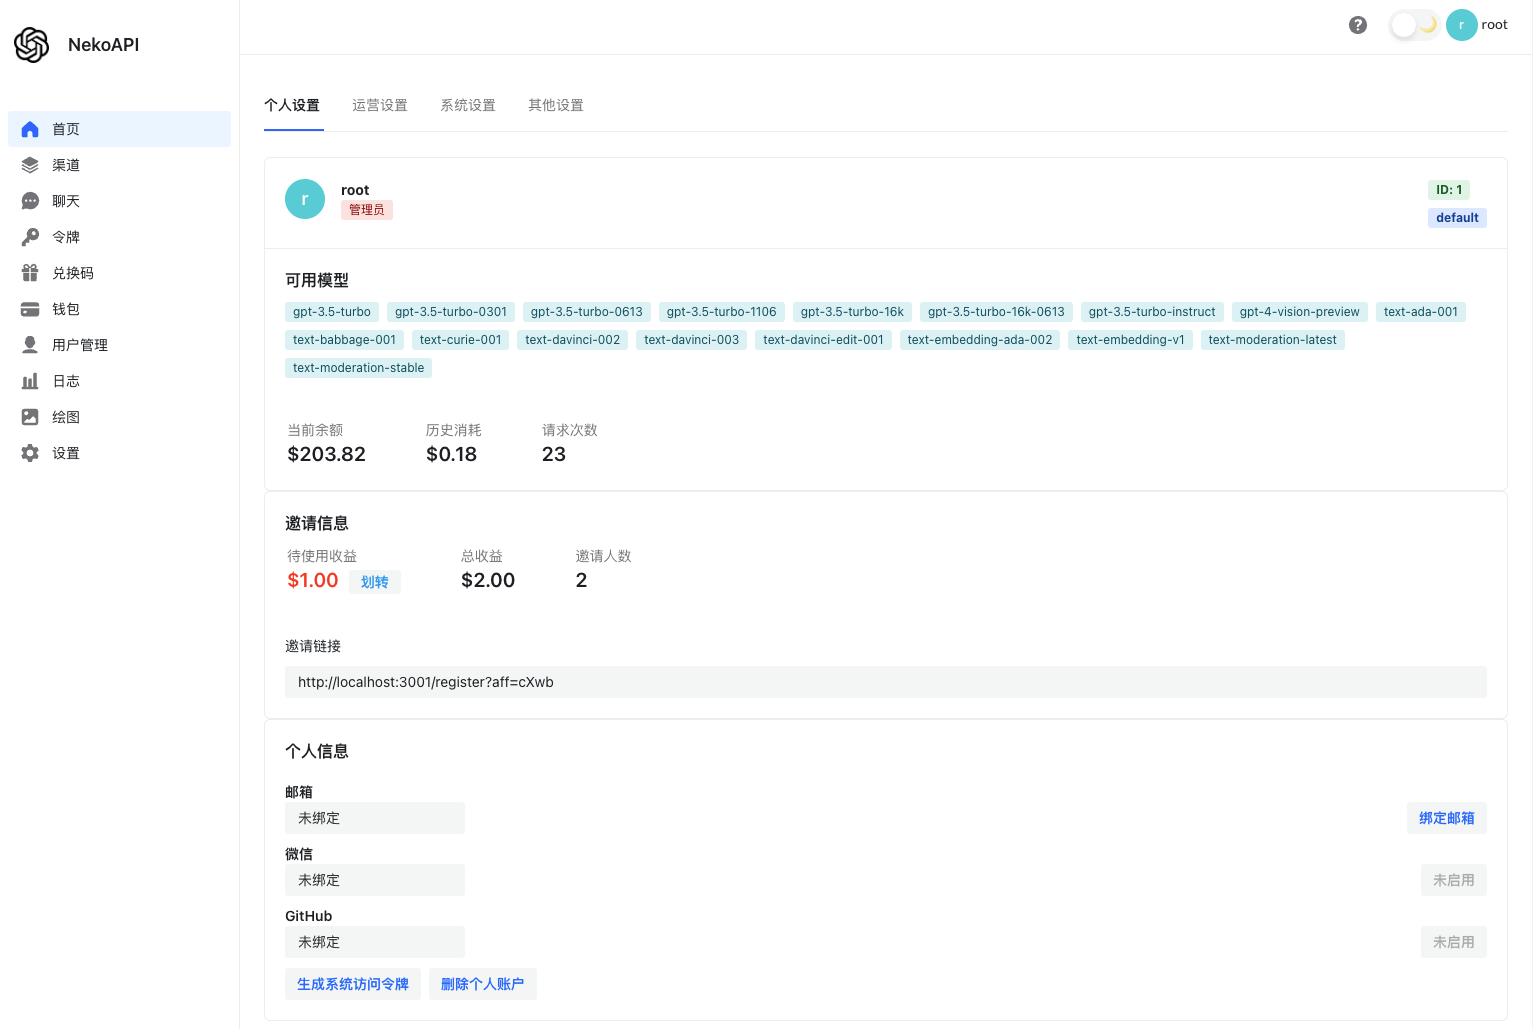 NekoAPI
r root
首页
渠道
聊天
令牌
兑换码
钱包
用户管理
日志
绘图
设置
个人设置 运营设置 系统设置 其他设置
r
root
管理员
ID: 1
default
可用模型
gpt-3.5-turbo gpt-3.5-turbo-0301 gpt-3.5-turbo-0613 gpt-3.5-turbo-1106 gpt-3.5-turbo-16k gpt-3.5-turbo-16k-0613 gpt-3.5-turbo-instruct gpt-4-vision-preview text-ada-001
text-babbage-001 text-curie-001 text-davinci-002 text-davinci-003 text-davinci-edit-001 text-embedding-ada-002 text-embedding-v1 text-moderation-latest
text-moderation-stable
当前余额 历史消耗 请求次数
$203.82 $0.18 23
邀请信息
待使用收益 总收益 邀请人数
$1.00 划转 $2.00 2
邀请链接
http://localhost:3001/register?aff=cXwb
个人信息
邮箱
未绑定 绑定邮箱
微信
未绑定 未启用
GitHub
未绑定 未启用
生成系统访问令牌 删除个人账户